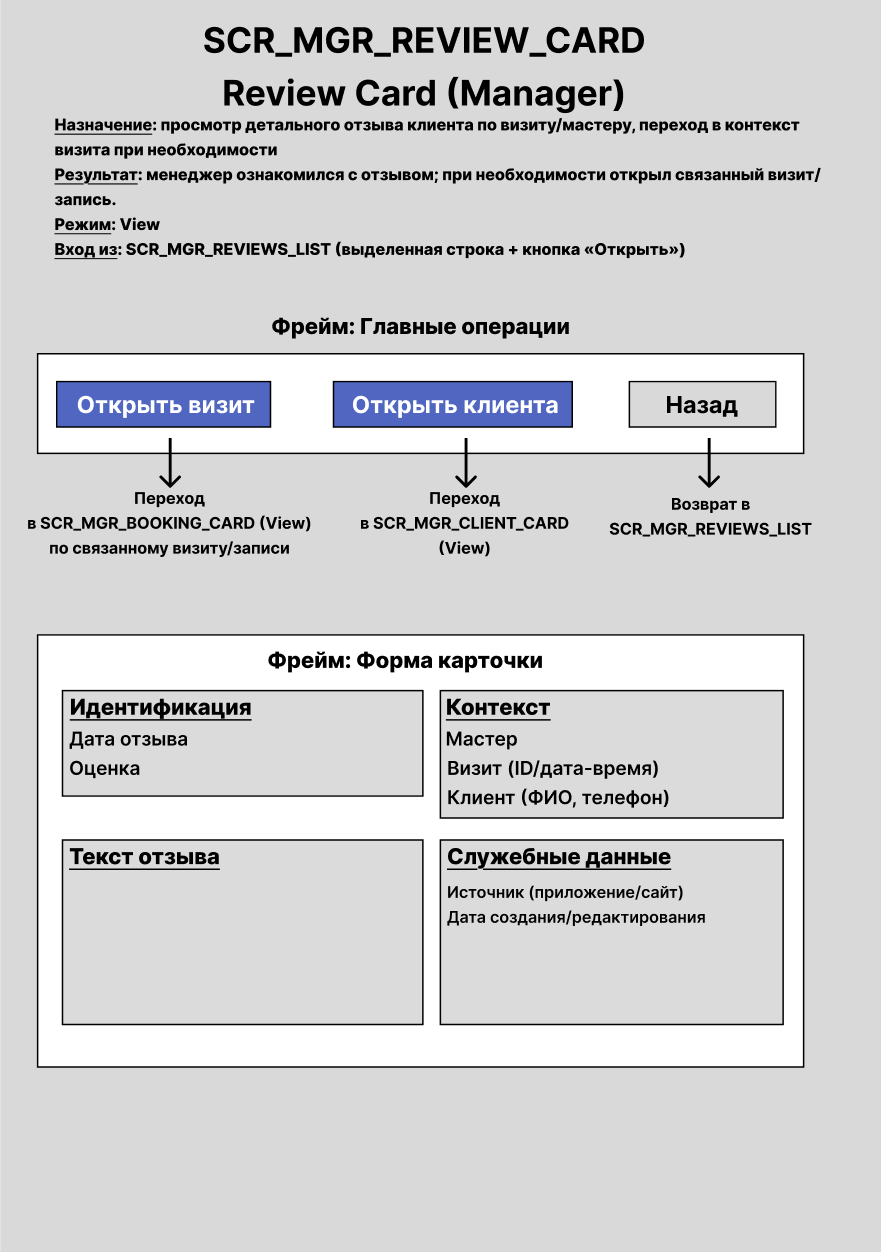 SCR_MGR_REVIEW_CARD
Review Card (Manager)
Назначение: просмотр детального отзыва клиента по визиту/мастеру, переход в контекст
визита при необходимости
Результат: менеджер ознакомился с отзывом; при необходимости открыл связанный визит/
запись.
Режим: View
Вход из: SCR_MGR_REVIEWS_LIST (выделенная строка + кнопка «Открыть»)
Фрейм: Главные операции
Открыть визит
Открыть клиента
Назад
Переход
в SCR_MGR_BOOKING_CARD (View)
по связанному визиту/записи
Переход
в SCR_MGR_CLIENT_CARD
(View)
Возврат в
SCR_MGR_REVIEWS_LIST
Фрейм: Форма карточки
Идентификация
Дата отзыва
Оценка
Контекст
Мастер
Визит (ID/дата-время)
Клиент (ФИО, телефон)
Текст отзыва
Служебные данные
Источник (приложение/сайт)
Дата создания/редактирования